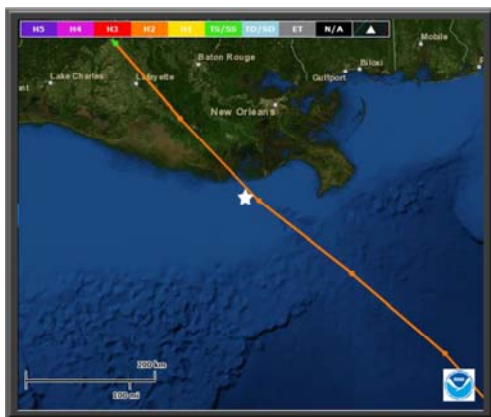 H5 H4 H3 H2 H1 TS/SS TD/SD ET N/A
Mobile
Baton Rouge
Biloxi
Lake Charles
Lafayette
Gulfport
New Orleans
200 km
100 mi